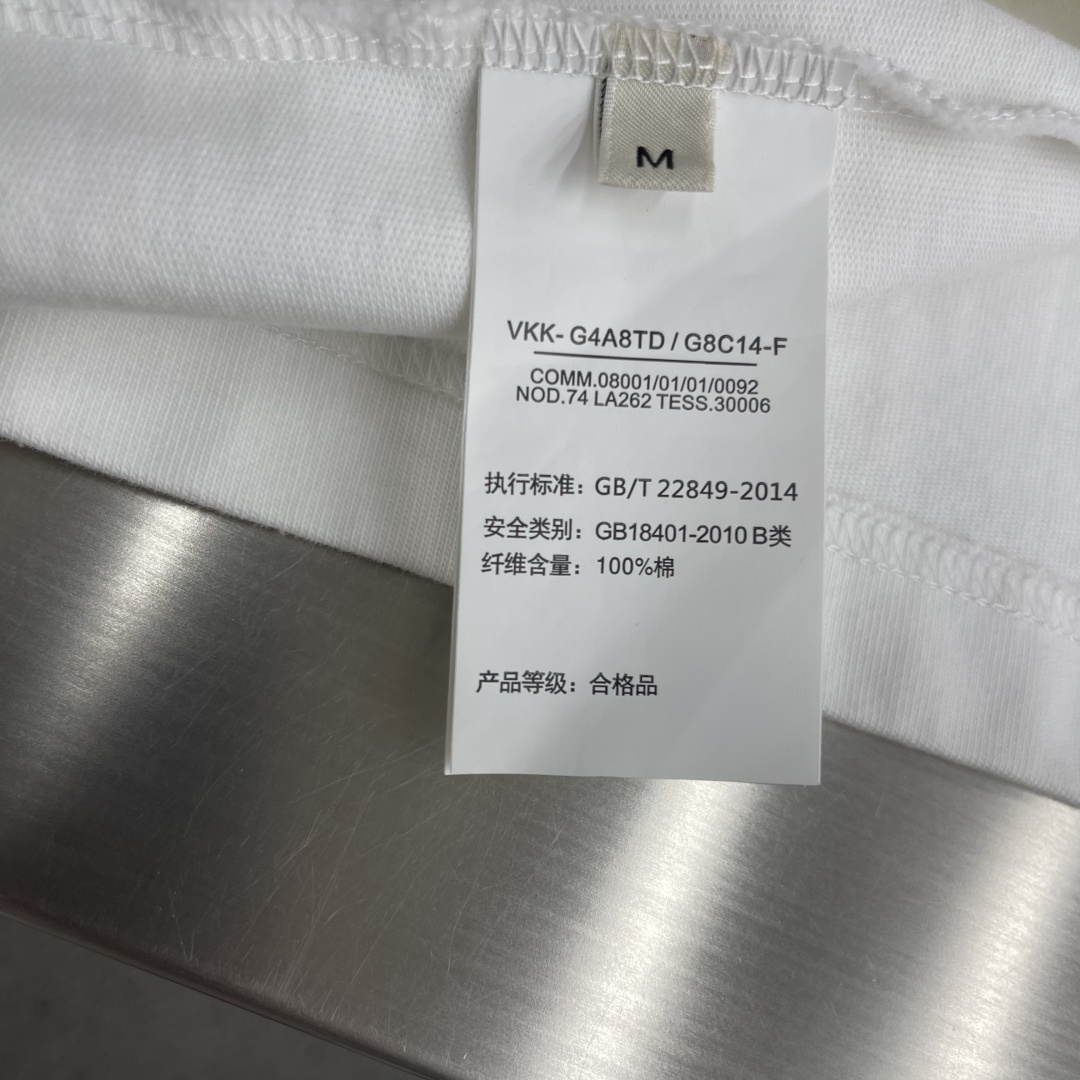 M
VKK- G4A8TD / G8C14-F
COMM.08001/01/01/0092
NOD.74 LA262 TESS.30006
执行标准：GB/T 22849-2014
安全类别：GB18401-2010 B类
纤维含量：100%棉
产品等级：合格品